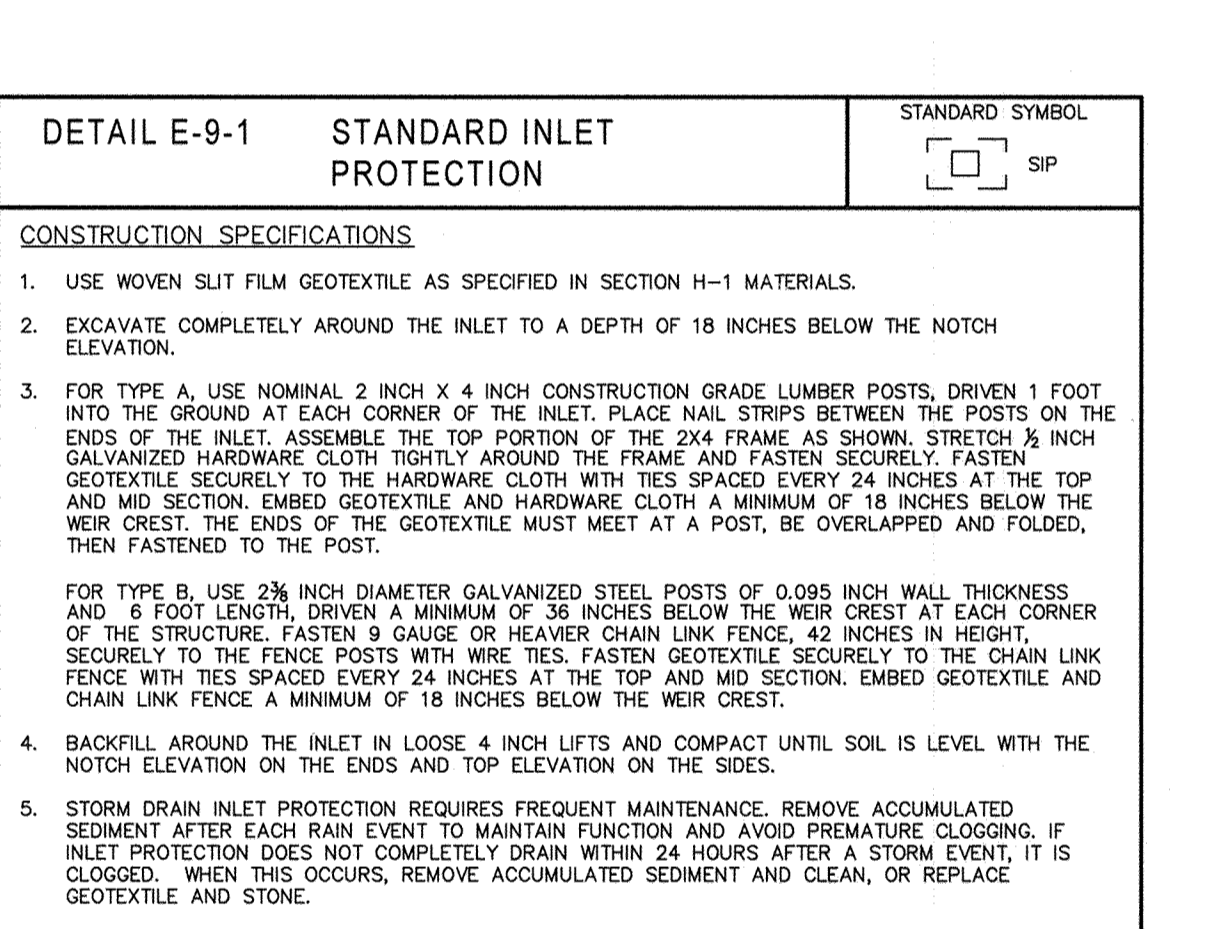 DETAIL E-9-1 STANDARD INLET
PROTECTION
STANDARD SYMBOL
SIP
CONSTRUCTION SPECIFICATIONS
1. USE WOVEN SLIT FILM GEOTEXTILE AS SPECIFIED IN SECTION H-1 MATERIALS.
2. EXCAVATE COMPLETELY AROUND THE INLET TO A DEPTH OF 18 INCHES BELOW THE NOTCH
ELEVATION.
3. FOR TYPE A, USE NOMINAL 2 INCH X 4 INCH CONSTRUCTION GRADE LUMBER POSTS, DRIVEN 1 FOOT
INTO THE GROUND AT EACH CORNER OF THE INLET. PLACE NAIL STRIPS BETWEEN THE POSTS ON THE
ENDS OF THE INLET. ASSEMBLE THE TOP PORTION OF THE 2X4 FRAME AS SHOWN. STRETCH ½ INCH
GALVANIZED HARDWARE CLOTH TIGHTLY AROUND THE FRAME AND FASTEN SECURELY. FASTEN
GEOTEXTILE SECURELY TO THE HARDWARE CLOTH WITH TIES SPACED EVERY 24 INCHES AT THE TOP
AND MID SECTION. EMBED GEOTEXTILE AND HARDWARE CLOTH A MINIMUM OF 18 INCHES BELOW THE
WEIR CREST. THE ENDS OF THE GEOTEXTILE MUST MEET AT A POST, BE OVERLAPPED AND FOLDED,
THEN FASTENED TO THE POST.
FOR TYPE B, USE 2⅜ INCH DIAMETER GALVANIZED STEEL POSTS OF 0.095 INCH WALL THICKNESS
AND 6 FOOT LENGTH, DRIVEN A MINIMUM OF 36 INCHES BELOW THE WEIR CREST AT EACH CORNER
OF THE STRUCTURE. FASTEN 9 GAUGE OR HEAVIER CHAIN LINK FENCE, 42 INCHES IN HEIGHT,
SECURELY TO THE FENCE POSTS WITH WIRE TIES. FASTEN GEOTEXTILE SECURELY TO THE CHAIN LINK
FENCE WITH TIES SPACED EVERY 24 INCHES AT THE TOP AND MID SECTION. EMBED GEOTEXTILE AND
CHAIN LINK FENCE A MINIMUM OF 18 INCHES BELOW THE WEIR CREST.
4. BACKFILL AROUND THE INLET IN LOOSE 4 INCH LIFTS AND COMPACT UNTIL SOIL IS LEVEL WITH THE
NOTCH ELEVATION ON THE ENDS AND TOP ELEVATION ON THE SIDES.
5. STORM DRAIN INLET PROTECTION REQUIRES FREQUENT MAINTENANCE. REMOVE ACCUMULATED
SEDIMENT AFTER EACH RAIN EVENT TO MAINTAIN FUNCTION AND AVOID PREMATURE CLOGGING. IF
INLET PROTECTION DOES NOT COMPLETELY DRAIN WITHIN 24 HOURS AFTER A STORM EVENT, IT IS
CLOGGED. WHEN THIS OCCURS, REMOVE ACCUMULATED SEDIMENT AND CLEAN, OR REPLACE
GEOTEXTILE AND STONE.